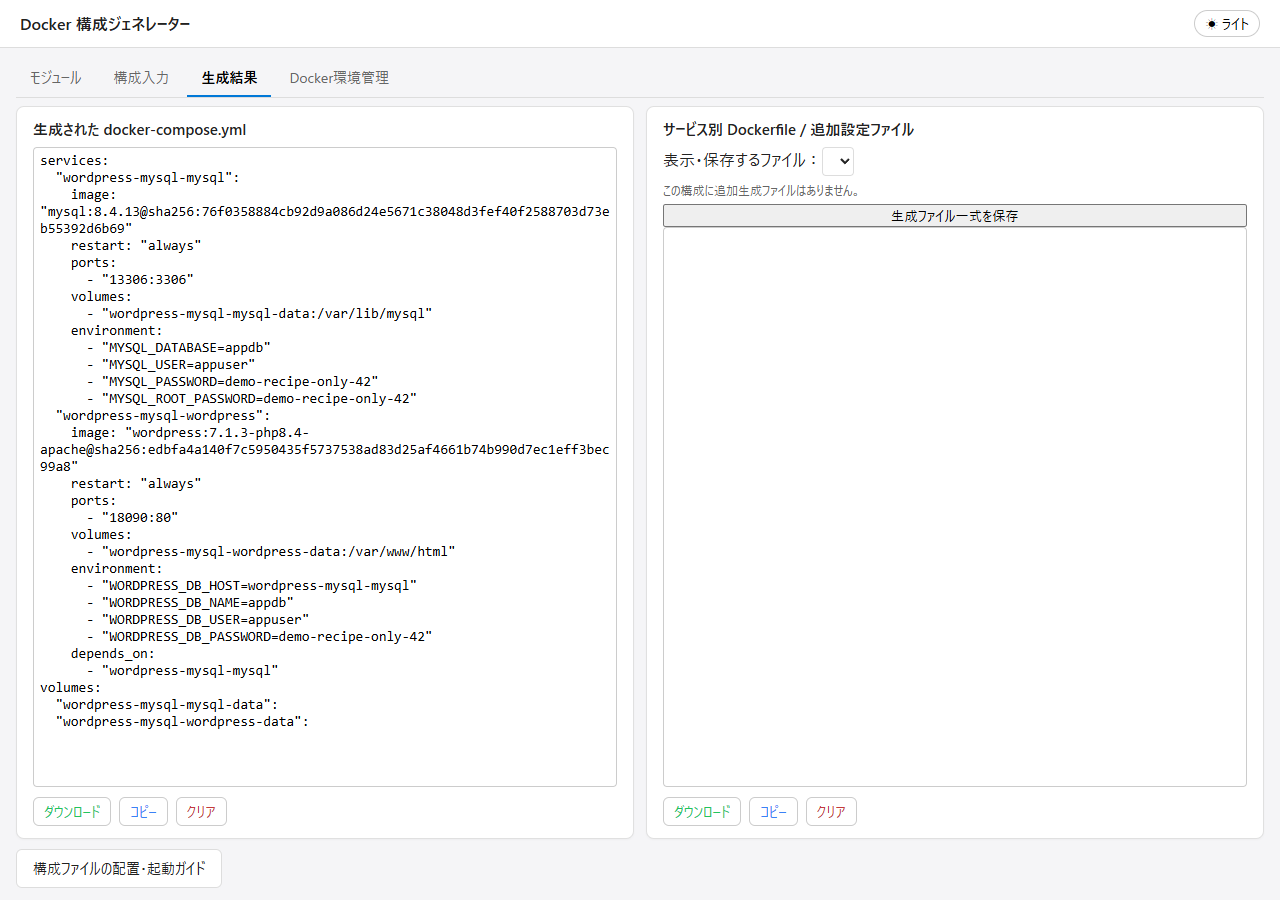 Docker 構成ジェネレーター
☀ ライト
モジュール
構成入力
生成結果
Docker環境管理
生成された docker-compose.yml
services:
  "wordpress-mysql-mysql":
    image:
"mysql:8.4.13@sha256:76f0358884cb92d9a086d24e5671c38048d3fef40f2588703d73e
b55392d6b69"
    restart: "always"
    ports:
      - "13306:3306"
    volumes:
      - "wordpress-mysql-mysql-data:/var/lib/mysql"
    environment:
      - "MYSQL_DATABASE=appdb"
      - "MYSQL_USER=appuser"
      - "MYSQL_PASSWORD=demo-recipe-only-42"
      - "MYSQL_ROOT_PASSWORD=demo-recipe-only-42"
  "wordpress-mysql-wordpress":
    image: "wordpress:7.1.3-php8.4-
apache@sha256:edbfa4a140f7c5950435f5737538ad83d25af4661b74b990d7ec1eff3bec
99a8"
    restart: "always"
    ports:
      - "18090:80"
    volumes:
      - "wordpress-mysql-wordpress-data:/var/www/html"
    environment:
      - "WORDPRESS_DB_HOST=wordpress-mysql-mysql"
      - "WORDPRESS_DB_NAME=appdb"
      - "WORDPRESS_DB_USER=appuser"
      - "WORDPRESS_DB_PASSWORD=demo-recipe-only-42"
    depends_on:
      - "wordpress-mysql-mysql"
volumes:
  "wordpress-mysql-mysql-data":
  "wordpress-mysql-wordpress-data":
ダウンロード
コピー
クリア
サービス別 Dockerfile / 追加設定ファイル
表示・保存するファイル：
この構成に追加生成ファイルはありません。
生成ファイル一式を保存
ダウンロード
コピー
クリア
構成ファイルの配置・起動ガイド